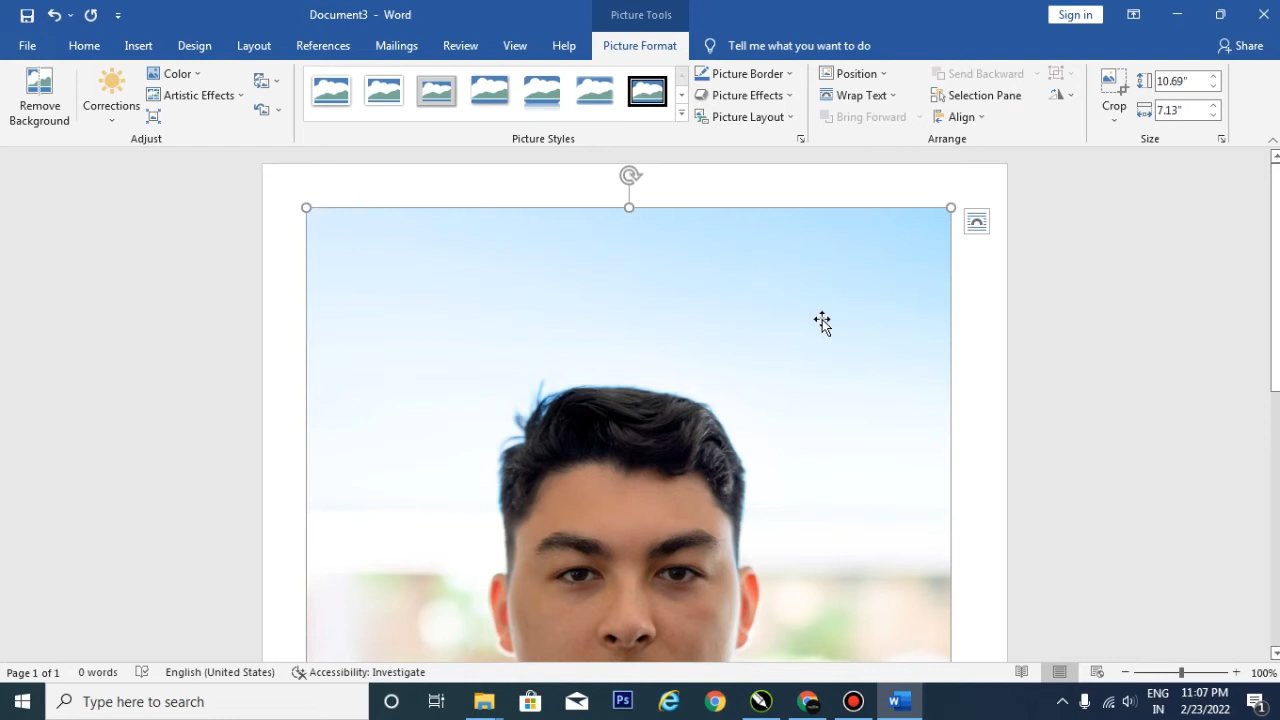 Document3 - Word
Picture Tools
Sign in
File
Home
Insert
Design
Layout
References
Mailings
Review
View
Help
Picture Format
Tell me what you want to do
Share
Remove Background
Corrections
Color
Artistic Effects
Adjust
Picture Styles
Picture Border
Picture Effects
Picture Layout
Position
Wrap Text
Bring Forward
Send Backward
Selection Pane
Align
Arrange
Crop
10.69"
7.13"
Size
Page 1 of 1
0 words
English (United States)
Accessibility: Investigate
100%
Type here to search
Ps
ENG
IN
11:07 PM
2/23/2022
1